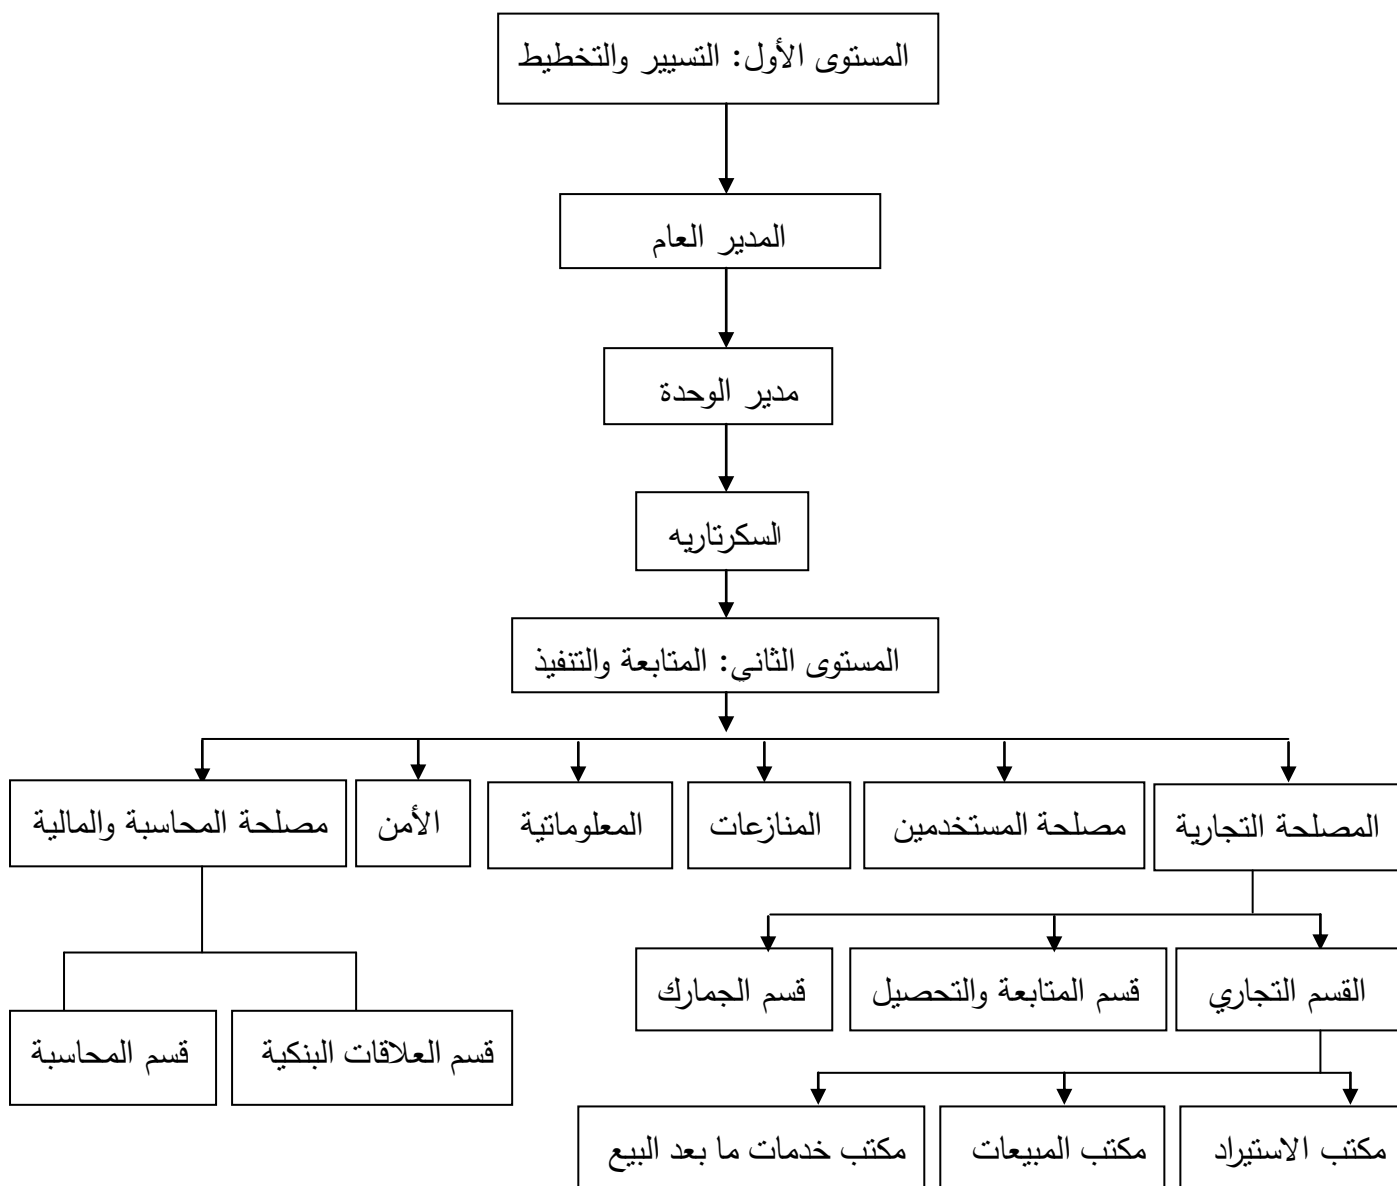 المستوى الأول: التسيير والتخطيط
المدير العام
مدير الوحدة
السكرتاريه
المستوى الثاني: المتابعة والتنفيذ
المصلحة التجارية
مصلحة المستخدمين
المنازعات
المعلوماتية
الأمن
مصلحة المحاسبة والمالية
القسم التجاري
قسم المتابعة والتحصيل
قسم الجمارك
قسم العلاقات البنكية
قسم المحاسبة
مكتب الاستيراد
مكتب المبيعات
مكتب خدمات ما بعد البيع